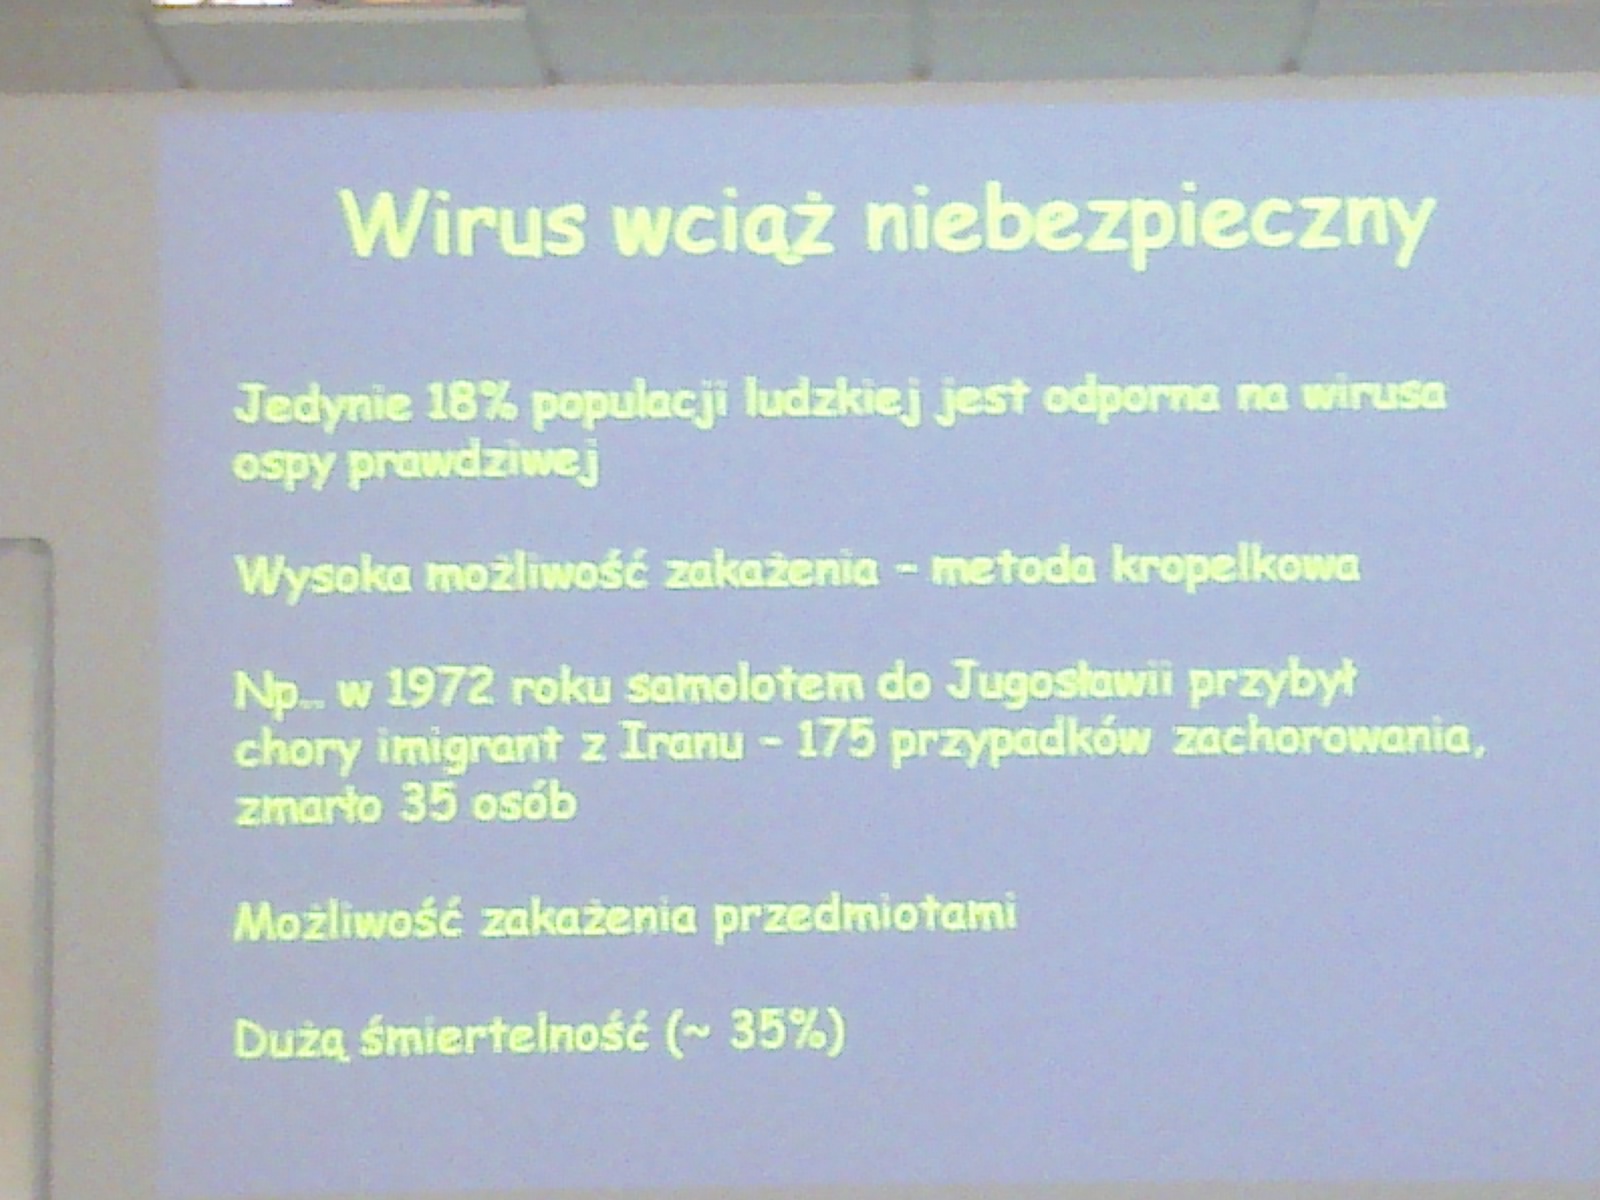 Wirus wciąż niebezpieczny
Jedynie 18% populacji ludzkiej jest odporna na wirusa
ospy prawdziwej
Wysoka możliwość zakażenia – metoda kropelkowa
Np.. w 1972 roku samolotem do Jugosławii przybył
chory imigrant z Iranu – 175 przypadków zachorowania,
zmarło 35 osób
Możliwość zakażenia przedmiotami
Dużą śmiertelność (~ 35%)